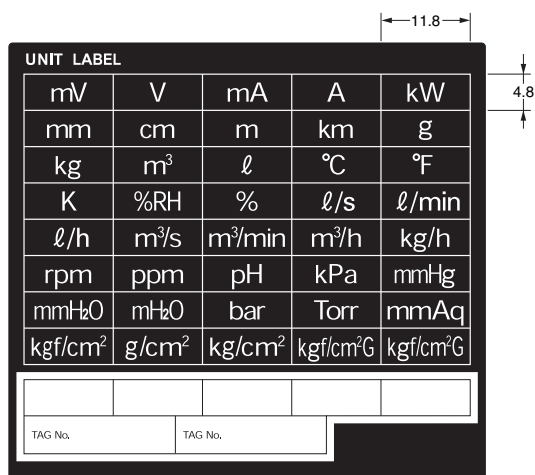 11.8
UNIT LABEL
4.8
mV V mA A kW
mm cm m km g
kg m³ ℓ ℃ ℉
K %RH % ℓ/s ℓ/min
ℓ/h m³/s m³/min m³/h kg/h
rpm ppm pH kPa mmHg
mmH₂O mH₂O bar Torr mmAq
kgf/cm² g/cm² kg/cm² kgf/cm²G kgf/cm²G
TAG No. TAG No.